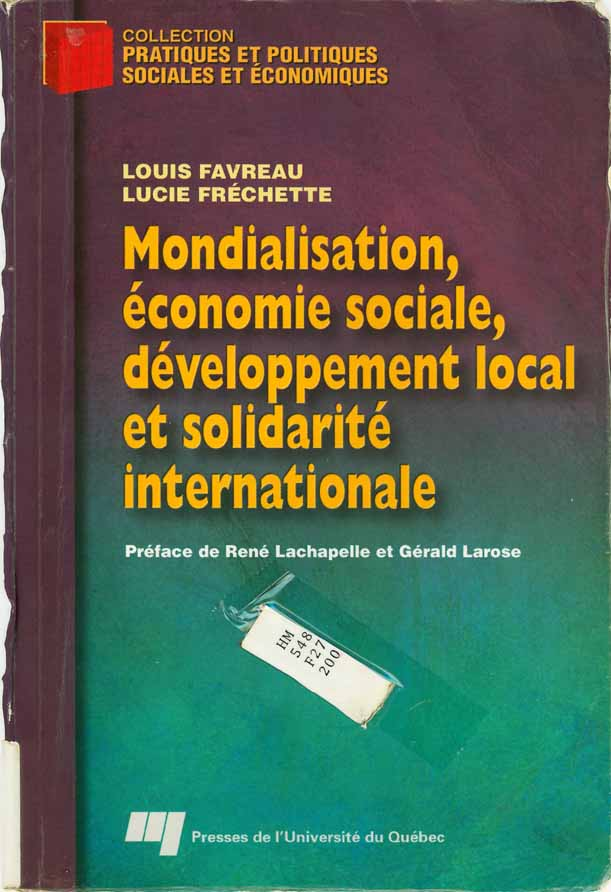 COLLECTION
PRATIQUES ET POLITIQUES
SOCIALES ET ÉCONOMIQUES
LOUIS FAVREAU
LUCIE FRÉCHETTE
Mondialisation,
économie sociale,
développement local
et solidarité
internationale
Préface de René Lachapelle et Gérald Larose
HM
548
F27
200
Presses de l'Université du Québec